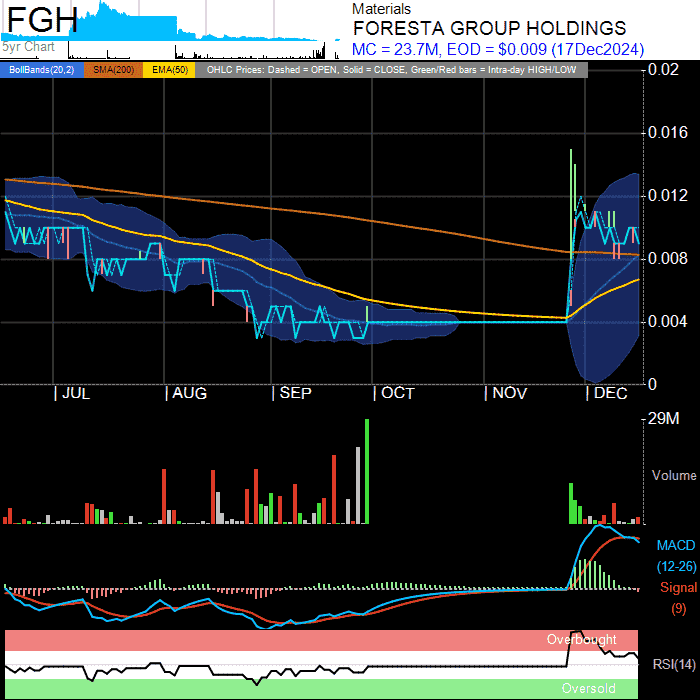 FGH
5yr Chart
Materials
FORESTA GROUP HOLDINGS
MC = 23.7M, EOD = $0.009 (17Dec2024)
BollBands(20,2) SMA(200) EMA(50) OHLC Prices: Dashed = OPEN, Solid = CLOSE, Green/Red bars = Intra-day HIGH/LOW
0.02
0.016
0.012
0.008
0.004
0
| JUL | AUG | SEP | OCT | NOV | DEC
29M
Volume
MACD
(12-26)
Signal
(9)
Overbought
RSI(14)
Oversold